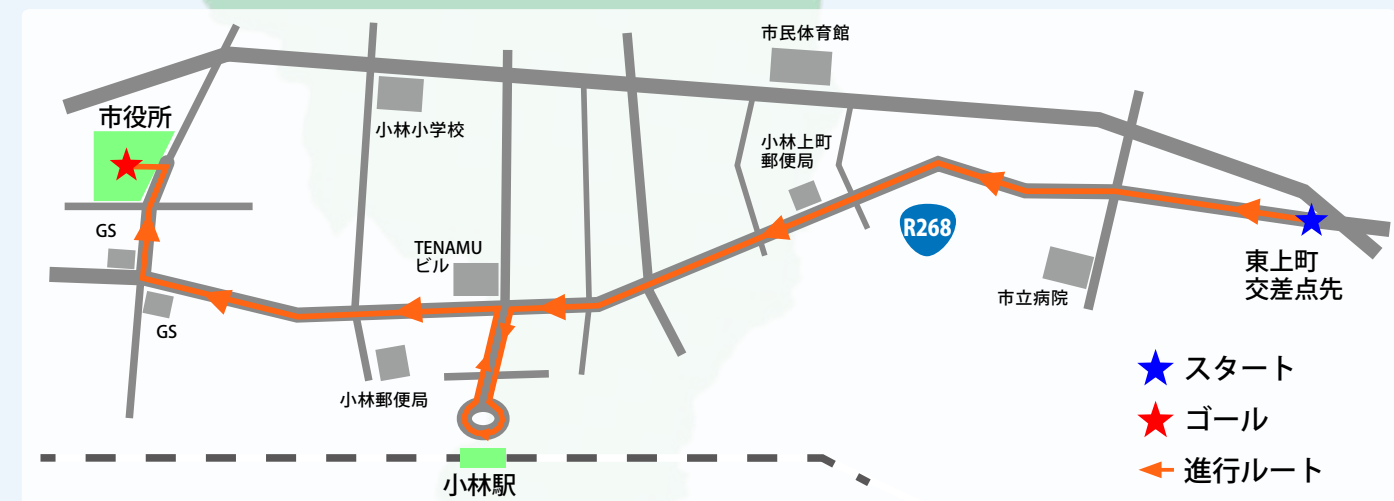 市民体育館
市役所
小林小学校
小林上町
郵便局
R268
GS
TENAMU
ビル
東上町
交差点先
市立病院
GS
小林郵便局
小林駅
スタート
ゴール
進行ルート